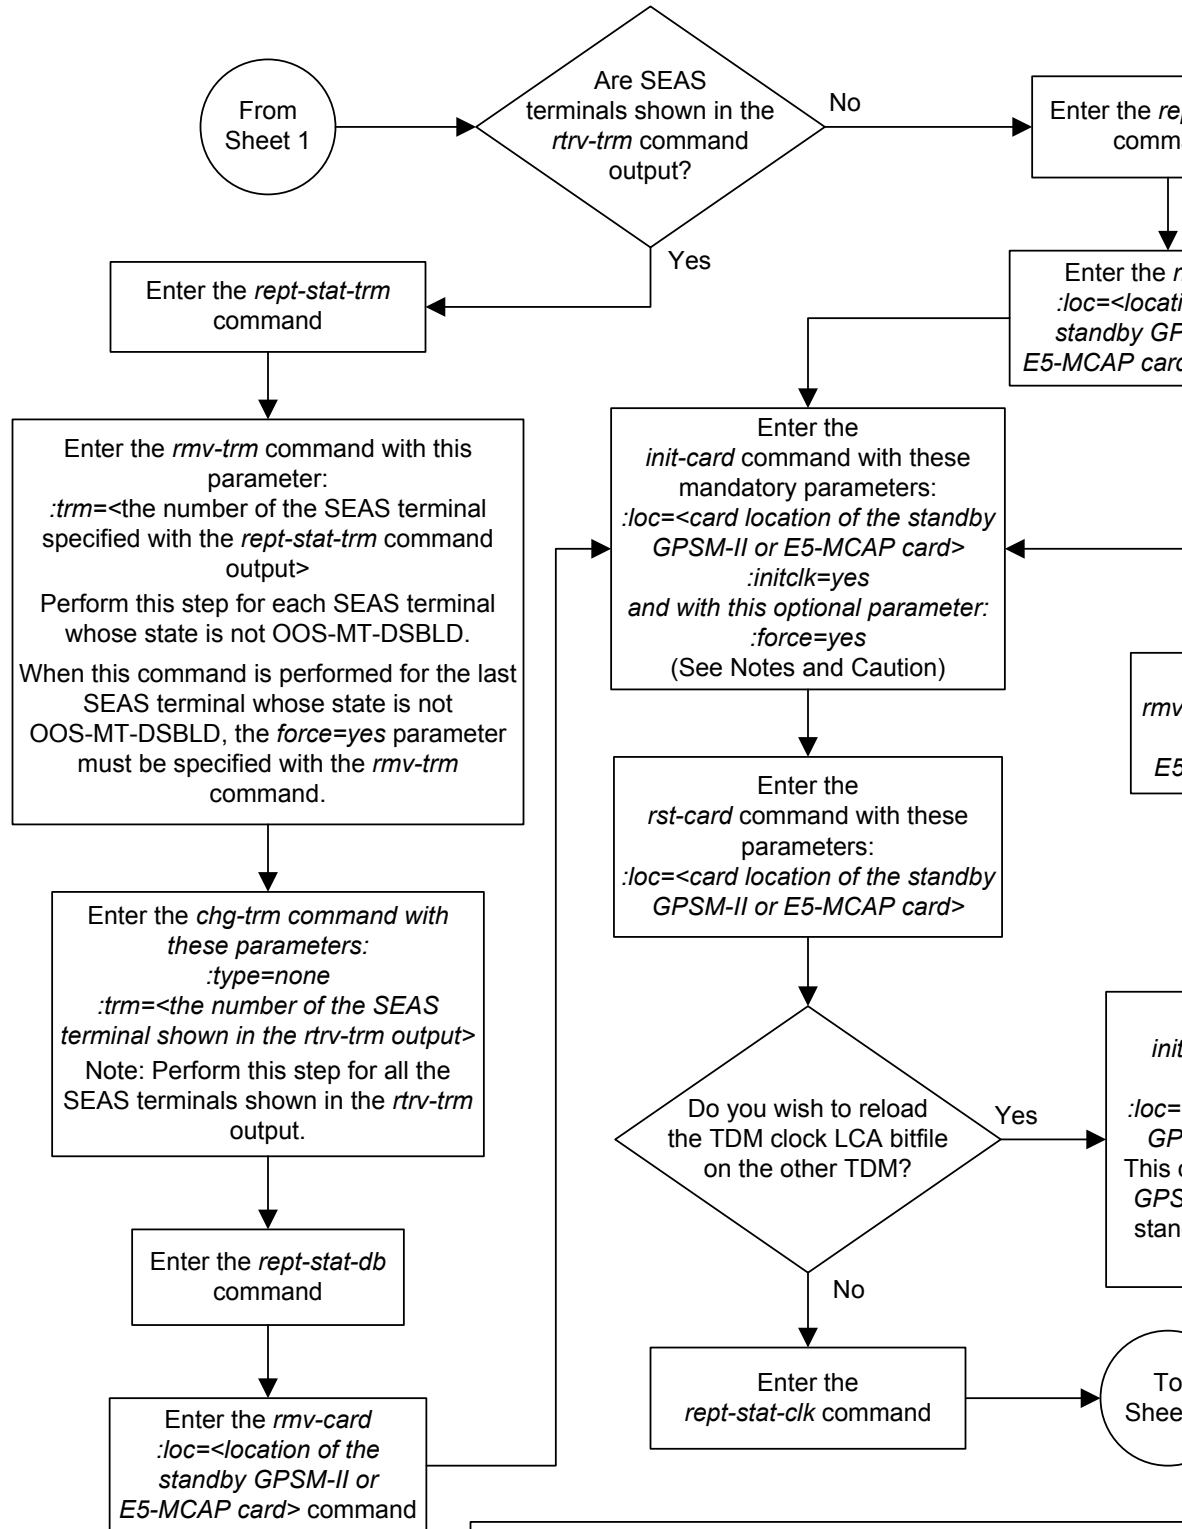 From
Sheet 1
Are SEAS
terminals shown in the
rtrv-trm command
output?
No
Yes
Enter the
Enter the
:loc=
standby
E5-MCAP
Enter the rept-stat-trm
command
Enter the rmv-trm command with this
parameter:
:trm=<the number of the SEAS terminal
specified with the rept-stat-trm command
output>
Perform this step for each SEAS terminal
whose state is not OOS-MT-DSBLD.
When this command is performed for the last
SEAS terminal whose state is not
OOS-MT-DSBLD, the force=yes parameter
must be specified with the rmv-trm
command.
Enter the chg-trm command with
these parameters:
:type=none
:trm=<the number of the SEAS
terminal shown in the rtrv-trm output>
Note: Perform this step for all the
SEAS terminals shown in the rtrv-trm
output.
Enter the rept-stat-db
command
Enter the rmv-card
:loc=<location of the
standby GPSM-II or
E5-MCAP card> command
Enter the
init-card command with these
mandatory parameters:
:loc=<card location of the standby
GPSM-II or E5-MCAP card>
:initclk=yes
and with this optional parameter:
:force=yes
(See Notes and Caution)
Enter the
rst-card command with these
parameters:
:loc=<card location of the standby
GPSM-II or E5-MCAP card>
Do you wish to reload
the TDM clock LCA bitfile
on the other TDM?
Yes
No
Enter the
rept-stat-clk command
rmv
E5
init
:loc=
This
To